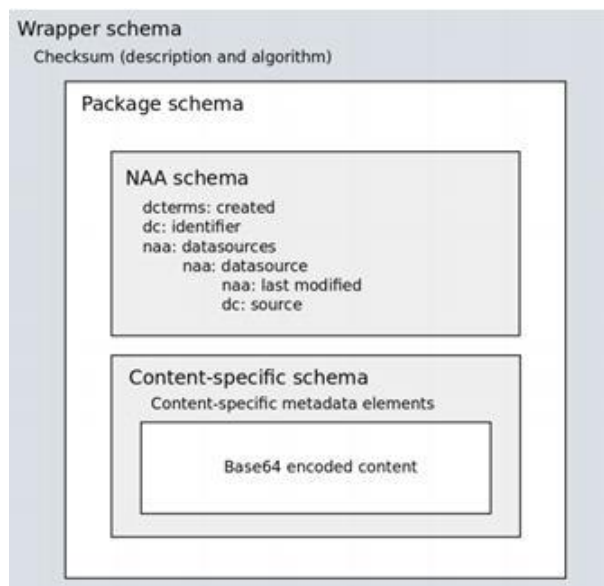 Wrapper schema
Checksum (description and algorithm)
Package schema
NAA schema
dcterms: created
dc: identifier
naa: datasources
naa: datasource
naa: last modified
dc: source
Content-specific schema
Content-specific metadata elements
Base64 encoded content